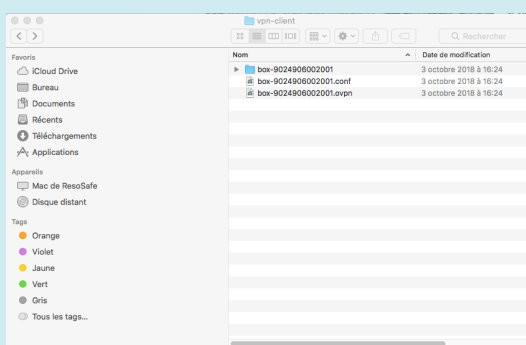 vpn-client
Rechercher
Nom
Date de modification
Favoris
iCloud Drive
Bureau
Documents
Récents
Téléchargements
Applications
Appareils
Mac de ResoSafe
Disque distant
Tags
Orange
Violet
Jaune
Vert
Gris
Tous les tags...
box-9024906002001
3 octobre 2018 à 16:24
box-9024906002001.conf
3 octobre 2018 à 16:24
box-9024906002001.ovpn
3 octobre 2018 à 16:24